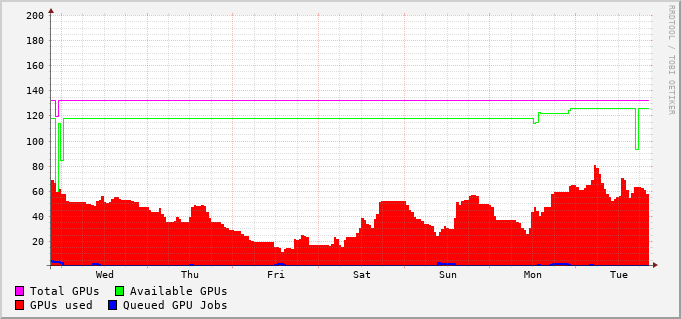 200
180
160
140
120
100
80
60
40
20
Wed Thu Fri Sat Sun Mon Tue
Total GPUs Available GPUs
GPUs used Queued GPU Jobs
RRDTOOL / TOBI OETIKER